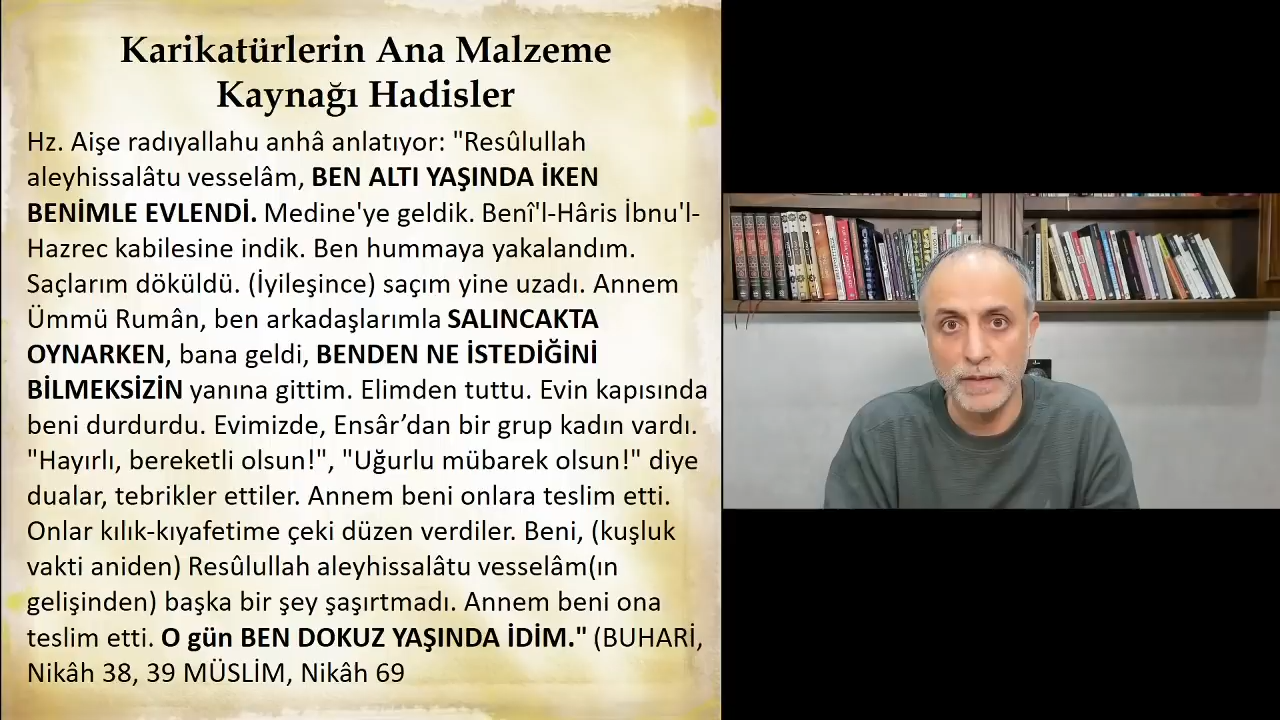 Karikatürlerin Ana Malzeme
Kaynağı Hadisler
Hz. Aişe radıyallahu anhâ anlatıyor: "Resûlullah
aleyhissalâtu vesselâm, BEN ALTI YAŞINDA İKEN
BENİMLE EVLENDİ. Medine'ye geldik. Benî'l-Hâris İbnu'l-
Hazrec kabilesine indik. Ben hummaya yakalandım.
Saçlarım döküldü. (İyileşince) saçım yine uzadı. Annem
Ümmü Rumân, ben arkadaşlarımla SALINCAKTA
OYNARKEN, bana geldi, BENDEN NE İSTEDİĞİNİ
BİLMEKSİZİN yanına gittim. Elimden tuttu. Evin kapısında
beni durdurdu. Evimizde, Ensâr’dan bir grup kadın vardı.
"Hayırlı, bereketli olsun!", "Uğurlu mübarek olsun!" diye
dualar, tebrikler ettiler. Annem beni onlara teslim etti.
Onlar kılık-kıyafetime çeki düzen verdiler. Beni, (kuşluk
vakti aniden) Resûlullah aleyhissalâtu vesselâm(ın
gelişinden) başka bir şey şaşırtmadı. Annem beni ona
teslim etti. O gün BEN DOKUZ YAŞINDA İDİM." (BUHARİ,
Nikâh 38, 39 MÜSLİM, Nikâh 69